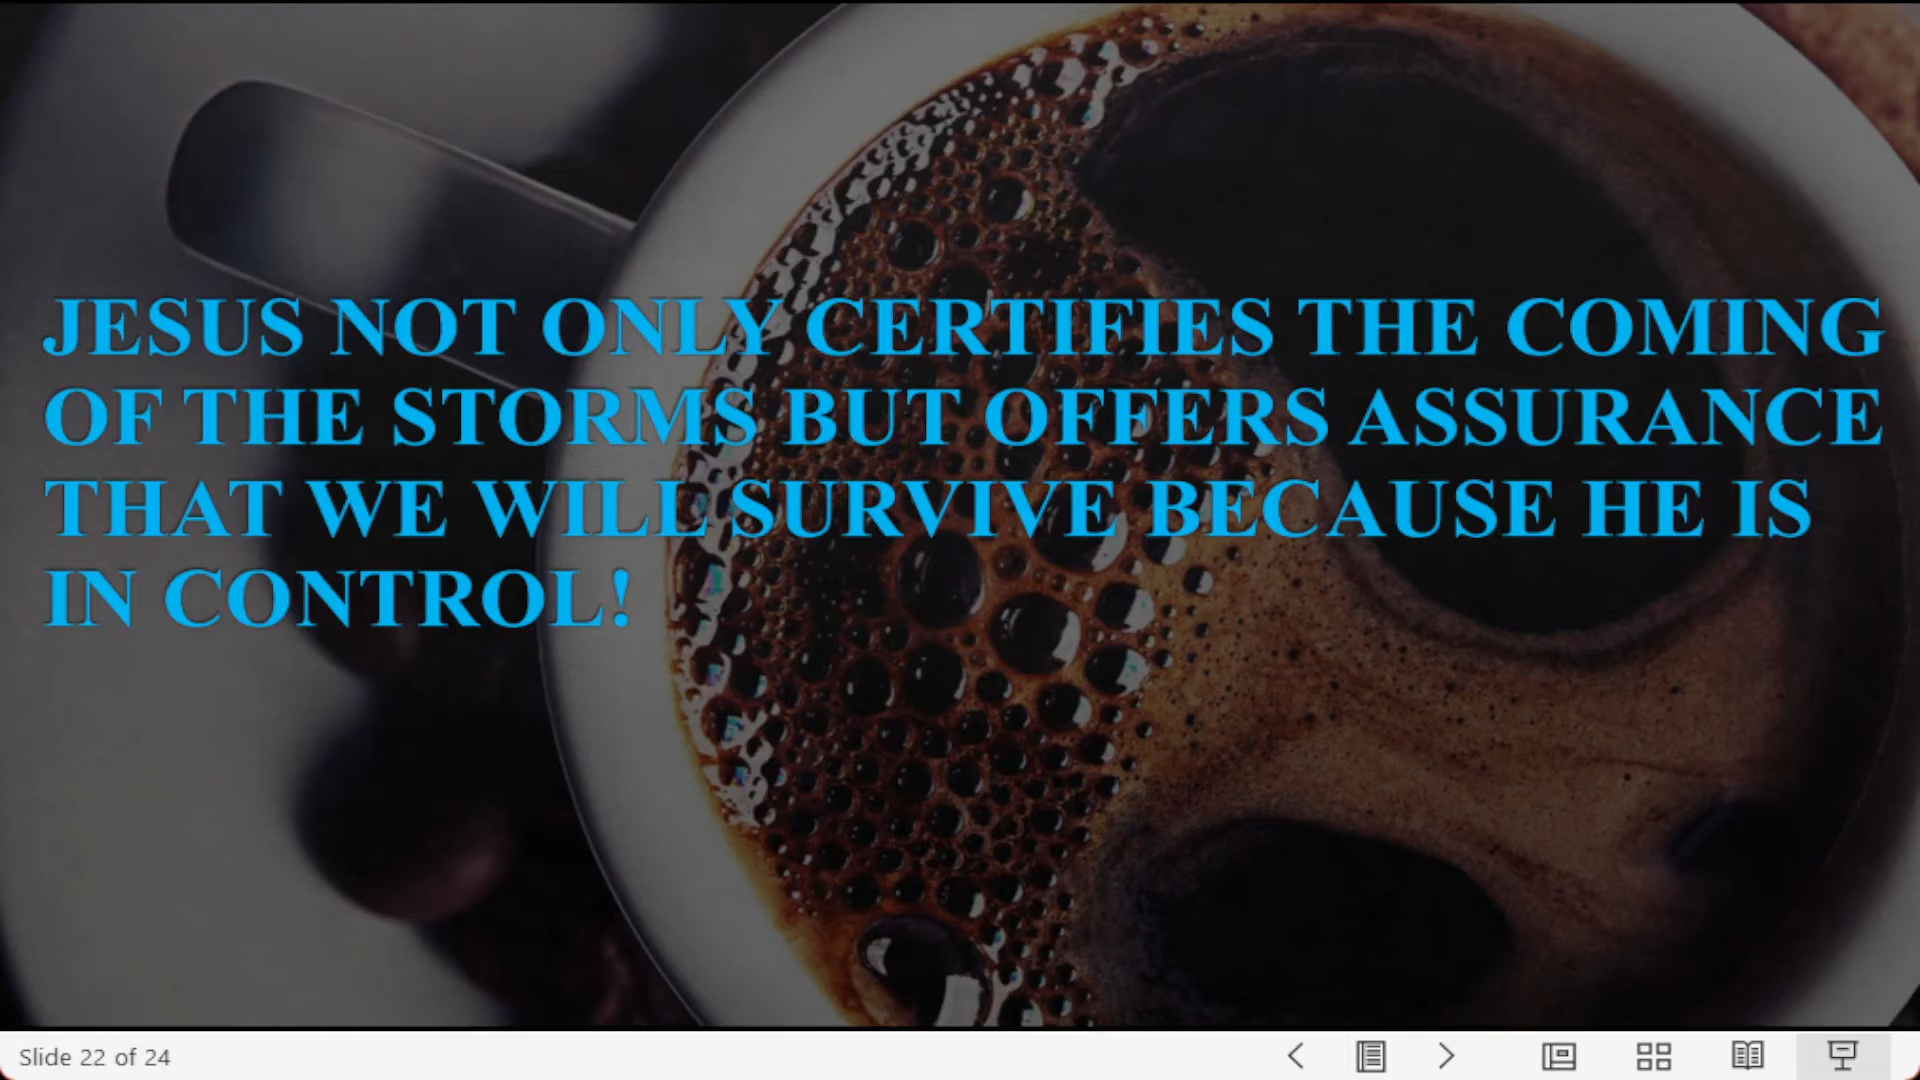 JESUS NOT ONLY CERTIFIES THE COMING
OF THE STORMS BUT OFFERS ASSURANCE
THAT WE WILL SURVIVE BECAUSE HE IS
IN CONTROL!
Slide 22 of 24